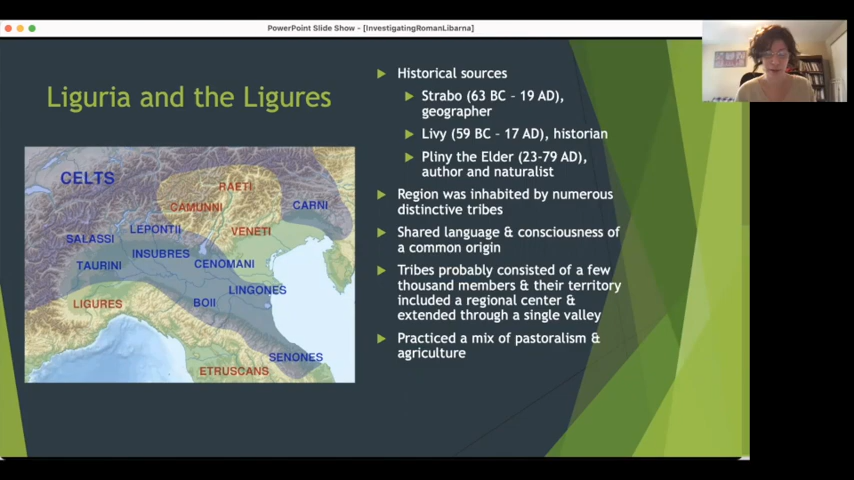 PowerPoint Slide Show - [InvestigatingRomanLibarna]
Liguria and the Ligures
CELTS
RAETI
CAMUNNI
CARNI
LEPONTII
VENETI
SALASSI
INSUBRES
TAURINI
CENOMANI
LINGONES
LIGURES
BOII
SENONES
ETRUSCANS
Historical sources
Strabo (63 BC – 19 AD),
geographer
Livy (59 BC – 17 AD), historian
Pliny the Elder (23-79 AD),
author and naturalist
Region was inhabited by numerous
distinctive tribes
Shared language & consciousness of
a common origin
Tribes probably consisted of a few
thousand members & their territory
included a regional center &
extended through a single valley
Practiced a mix of pastoralism &
agriculture